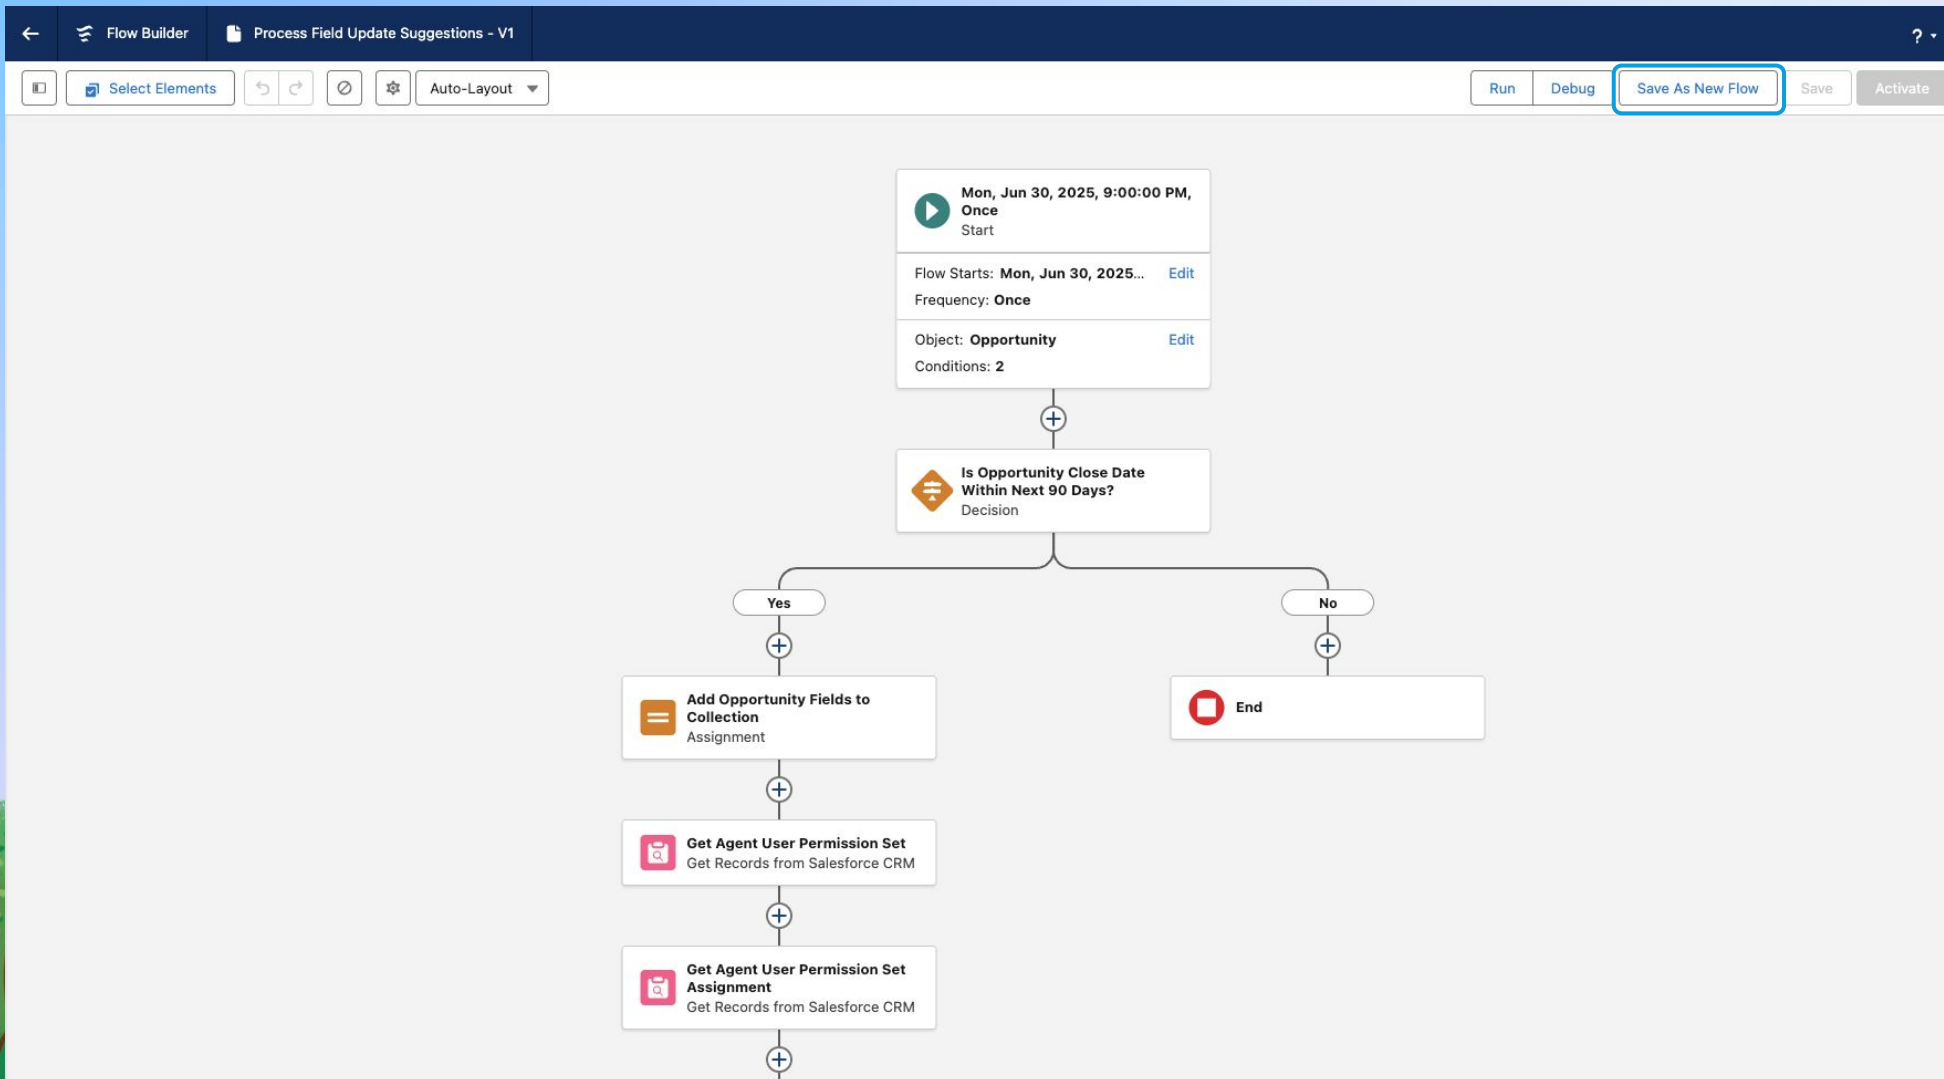 Flow Builder
Process Field Update Suggestions - V1
?
Select Elements
Auto-Layout
Run
Debug
Save As New Flow
Save
Activate
Mon, Jun 30, 2025, 9:00:00 PM,
Once
Start
Flow Starts: Mon, Jun 30, 2025... Edit
Frequency: Once
Object: Opportunity Edit
Conditions: 2
Is Opportunity Close Date
Within Next 90 Days?
Decision
Yes
No
Add Opportunity Fields to
Collection
Assignment
End
Get Agent User Permission Set
Get Records from Salesforce CRM
Get Agent User Permission Set
Assignment
Get Records from Salesforce CRM